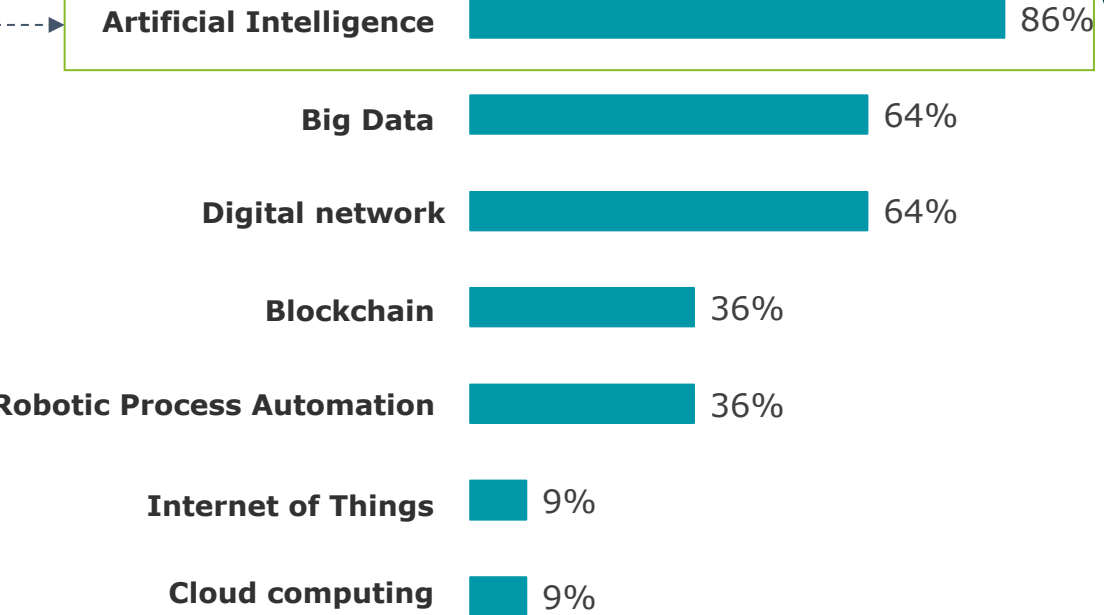 Artificial Intelligence 86%
Big Data 64%
Digital network 64%
Blockchain 36%
Robotic Process Automation 36%
Internet of Things 9%
Cloud computing 9%